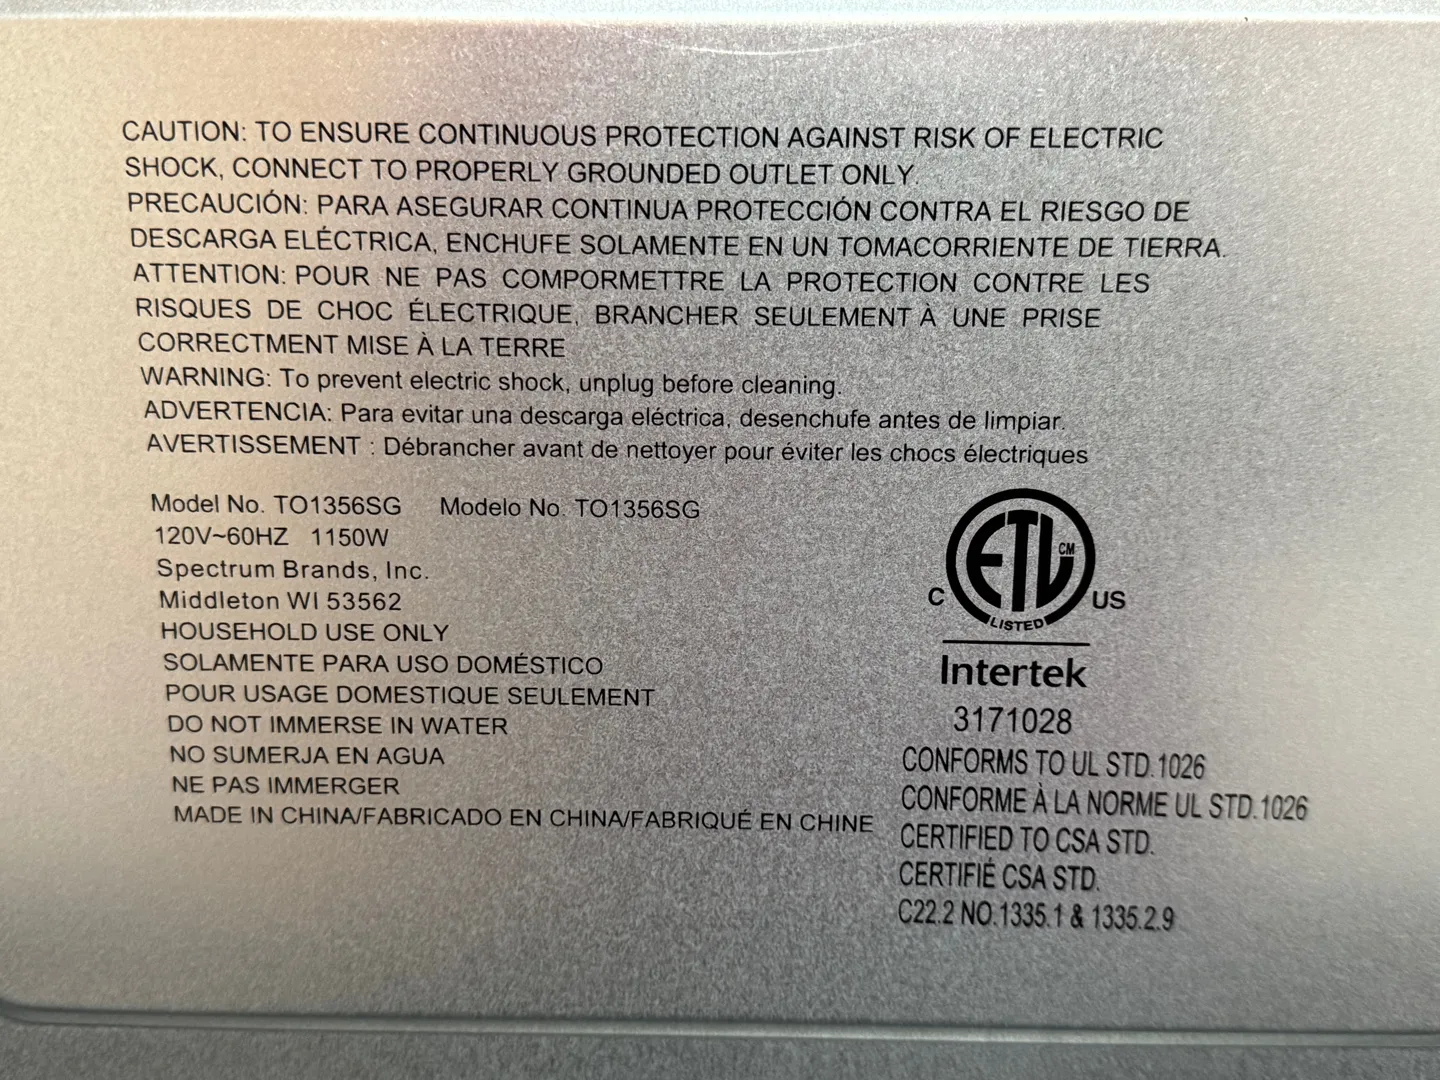 CAUTION: TO ENSURE CONTINUOUS PROTECTION AGAINST RISK OF ELECTRIC
SHOCK, CONNECT TO PROPERLY GROUNDED OUTLET ONLY.
PRECAUCIÓN: PARA ASEGURAR CONTINUA PROTECCIÓN CONTRA EL RIESGO DE
DESCARGA ELÉCTRICA, ENCHUFE SOLAMENTE EN UN TOMACORRIENTE DE TIERRA.
ATTENTION: POUR NE PAS COMPORMETTRE LA PROTECTION CONTRE LES
RISQUES DE CHOC ÉLECTRIQUE, BRANCHER SEULEMENT À UNE PRISE
CORRECTMENT MISE À LA TERRE
WARNING: To prevent electric shock, unplug before cleaning.
ADVERTENCIA: Para evitar una descarga eléctrica, desenchufe antes de limpiar.
AVERTISSEMENT : Débrancher avant de nettoyer pour éviter les chocs électriques
Model No. TO1356SG Modelo No. TO1356SG
120V~60HZ 1150W
Spectrum Brands, Inc.
Middleton WI 53562
HOUSEHOLD USE ONLY
SOLAMENTE PARA USO DOMÉSTICO
POUR USAGE DOMESTIQUE SEULEMENT
DO NOT IMMERSE IN WATER
NO SUMERJA EN AGUA
NE PAS IMMERGER
MADE IN CHINA/FABRICADO EN CHINA/FABRIQUÉ EN CHINE
ETL CM
C US
LISTED
Intertek
3171028
CONFORMS TO UL STD.1026
CONFORME À LA NORME UL STD.1026
CERTIFIED TO CSA STD.
CERTIFIÉ CSA STD.
C22.2 NO.1335.1 & 1335.2.9